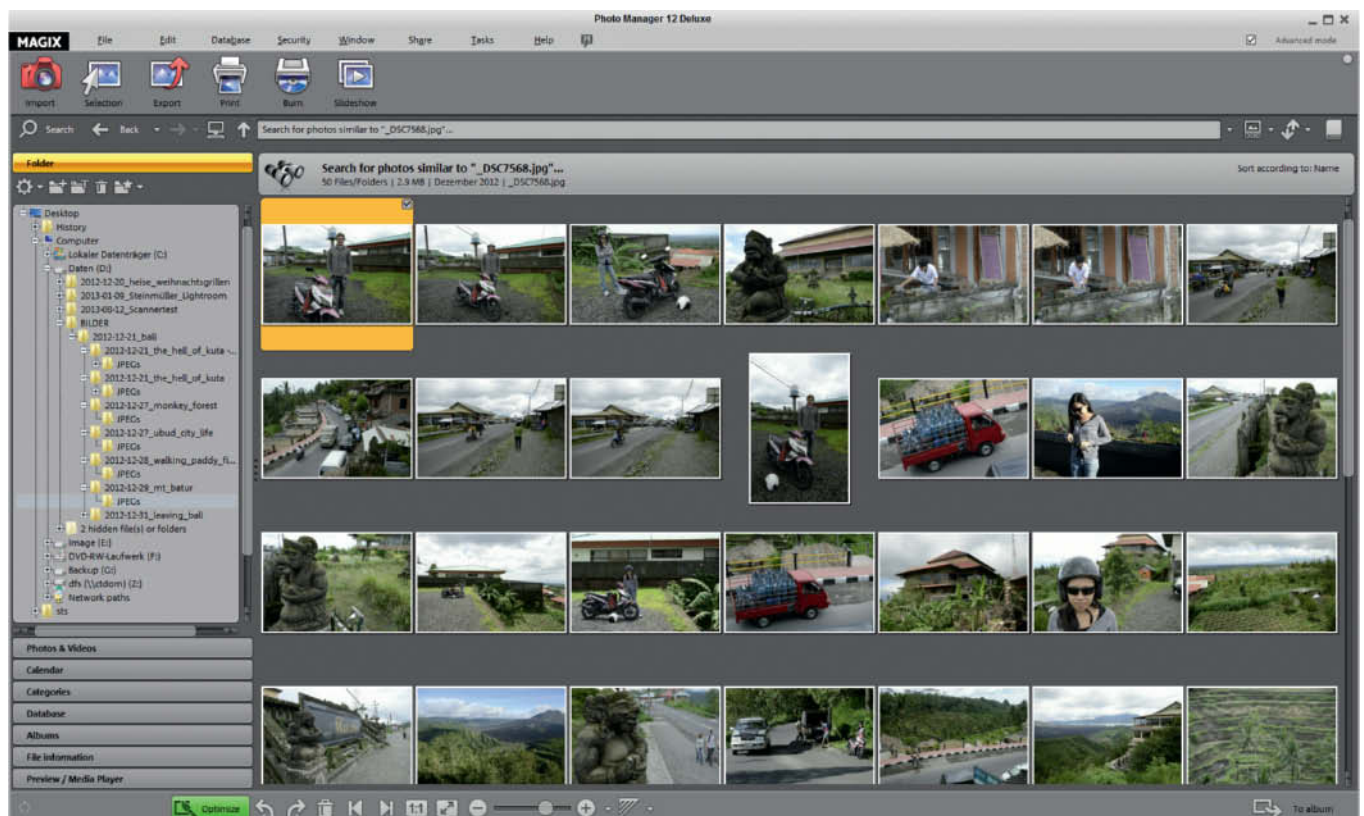 Photo Manager 12 Deluxe
MAGIX File Edit Database Security Window Share Tasks Help Advanced mode
Import Selection Export Print Burn Slideshow
Search Back Search for photos similar to "_DSC7568.jpg"...
Folder
Search for photos similar to "_DSC7568.jpg"...
50 Files/Folders | 2.9 MB | Dezember 2012 | _DSC7568.jpg
Sort according to: Name
Desktop
History
Computer
Lokaler Datenträger (C:)
Daten (D:)
2012-12-20_heise_weihnachtsgrillen
2013-01-09_Steinmüller_Lightroom
2013-06-12_Scannertest
BILDER
2012-12-21_bali
2012-12-21_the_hell_of_kuta -...
JPEGs
2012-12-21_the_hell_of_kuta
JPEGs
2012-12-27_monkey_forest
2012-12-27_ubud_city_life
JPEGs
2012-12-28_walking_paddy_fi...
JPEGs
2012-12-29_mt_batur
JPEGs
2012-12-31_leaving_bali
2 hidden file(s) or folders
Image (E:)
DVD-RW-Laufwerk (F:)
Backup (G:)
dfs (\\ctdom) (Z:)
Network paths
sts
Photos & Videos
Calendar
Categories
Database
Albums
File information
Preview / Media Player
Optimize 1:1 To album